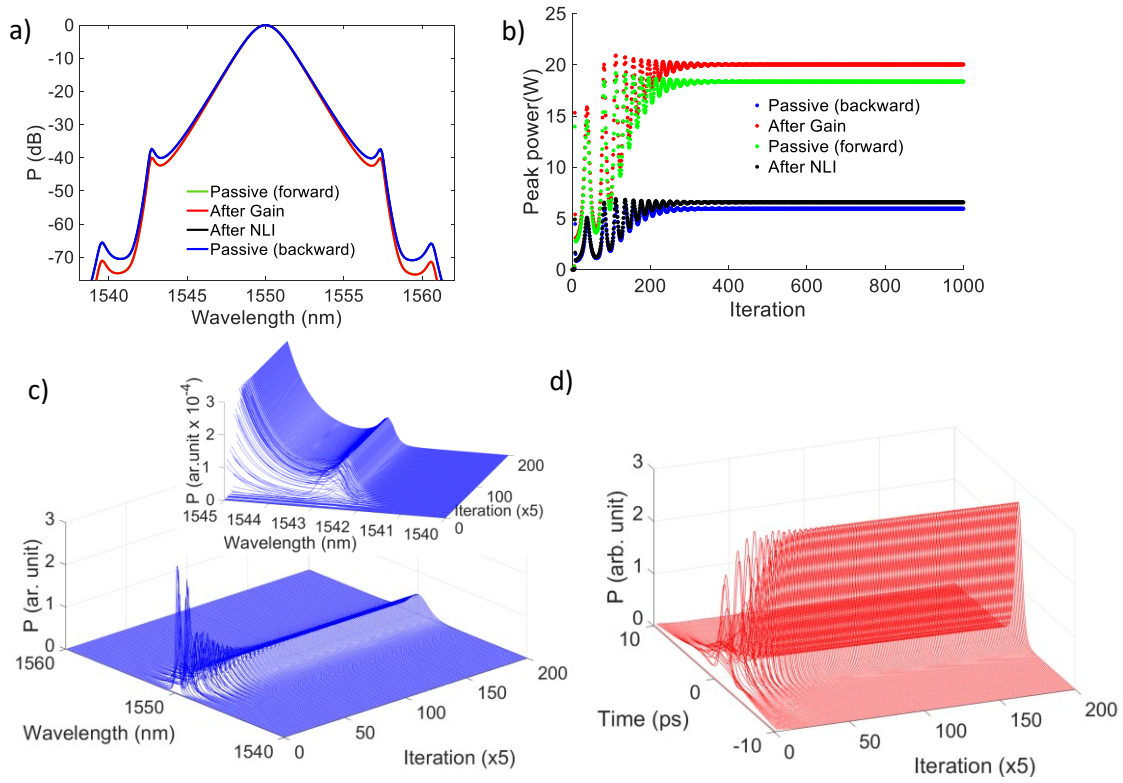 a)
P (dB)
0
-10
-20
-30
-40
-50
-60
-70
Passive (forward)
After Gain
After NLI
Passive (backward)
1540 1545 1550 1555 1560
Wavelength (nm)
b)
Peak power(W)
25
20
15
10
5
0
Passive (backward)
After Gain
Passive (forward)
After NLI
0 200 400 600 800 1000
Iteration
c)
P (ar.unit x 10-4)
3
2
1
0
1545 1544 1543 1542 1541 1540
Wavelength (nm)
0 100 200
Iteration (x5)
P (ar. unit)
3
2
1
0
1560 1550 1540
Wavelength (nm)
0 50 100 150 200
Iteration (x5)
d)
P (arb. unit)
3
2
1
0
10 0 -10
Time (ps)
0 50 100 150 200
Iteration (x5)